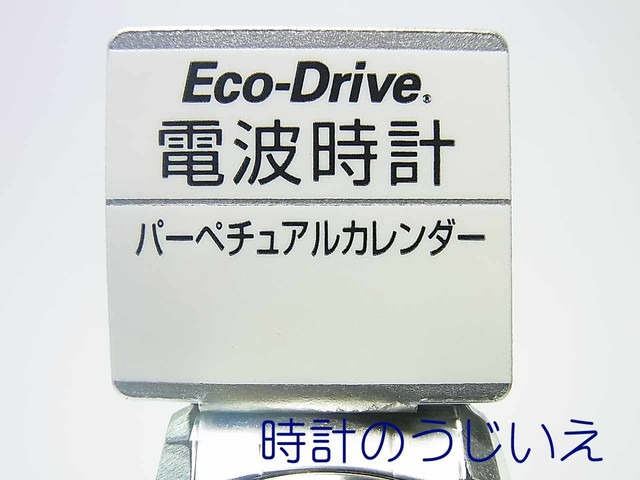 Eco-Drive®
電波時計
パーペチュアルカレンダー
時計のうじいえ